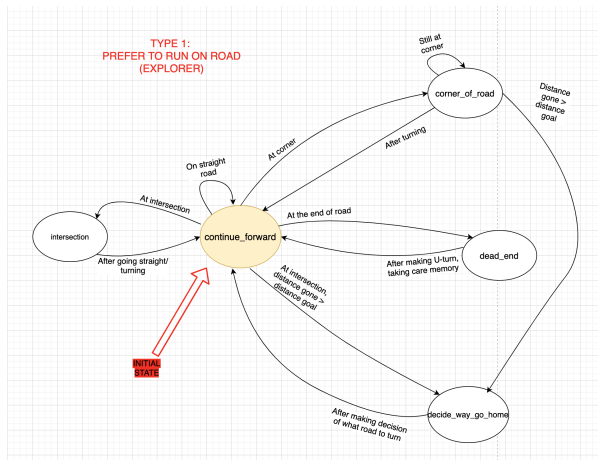 TYPE 1:
PREFER TO RUN ON ROAD
(EXPLORER)
Still at
corner
corner_of_road
Distance
gone >
distance
goal
At corner
After turning
On straight
road
At intersection
At the end of road
intersection
continue_forward
After going straight/
turning
After making U-turn,
taking care memory
dead_end
At intersection,
distance gone >
distance goal
INITIAL
STATE
After making decision
of what road to turn
decide_way_go_home